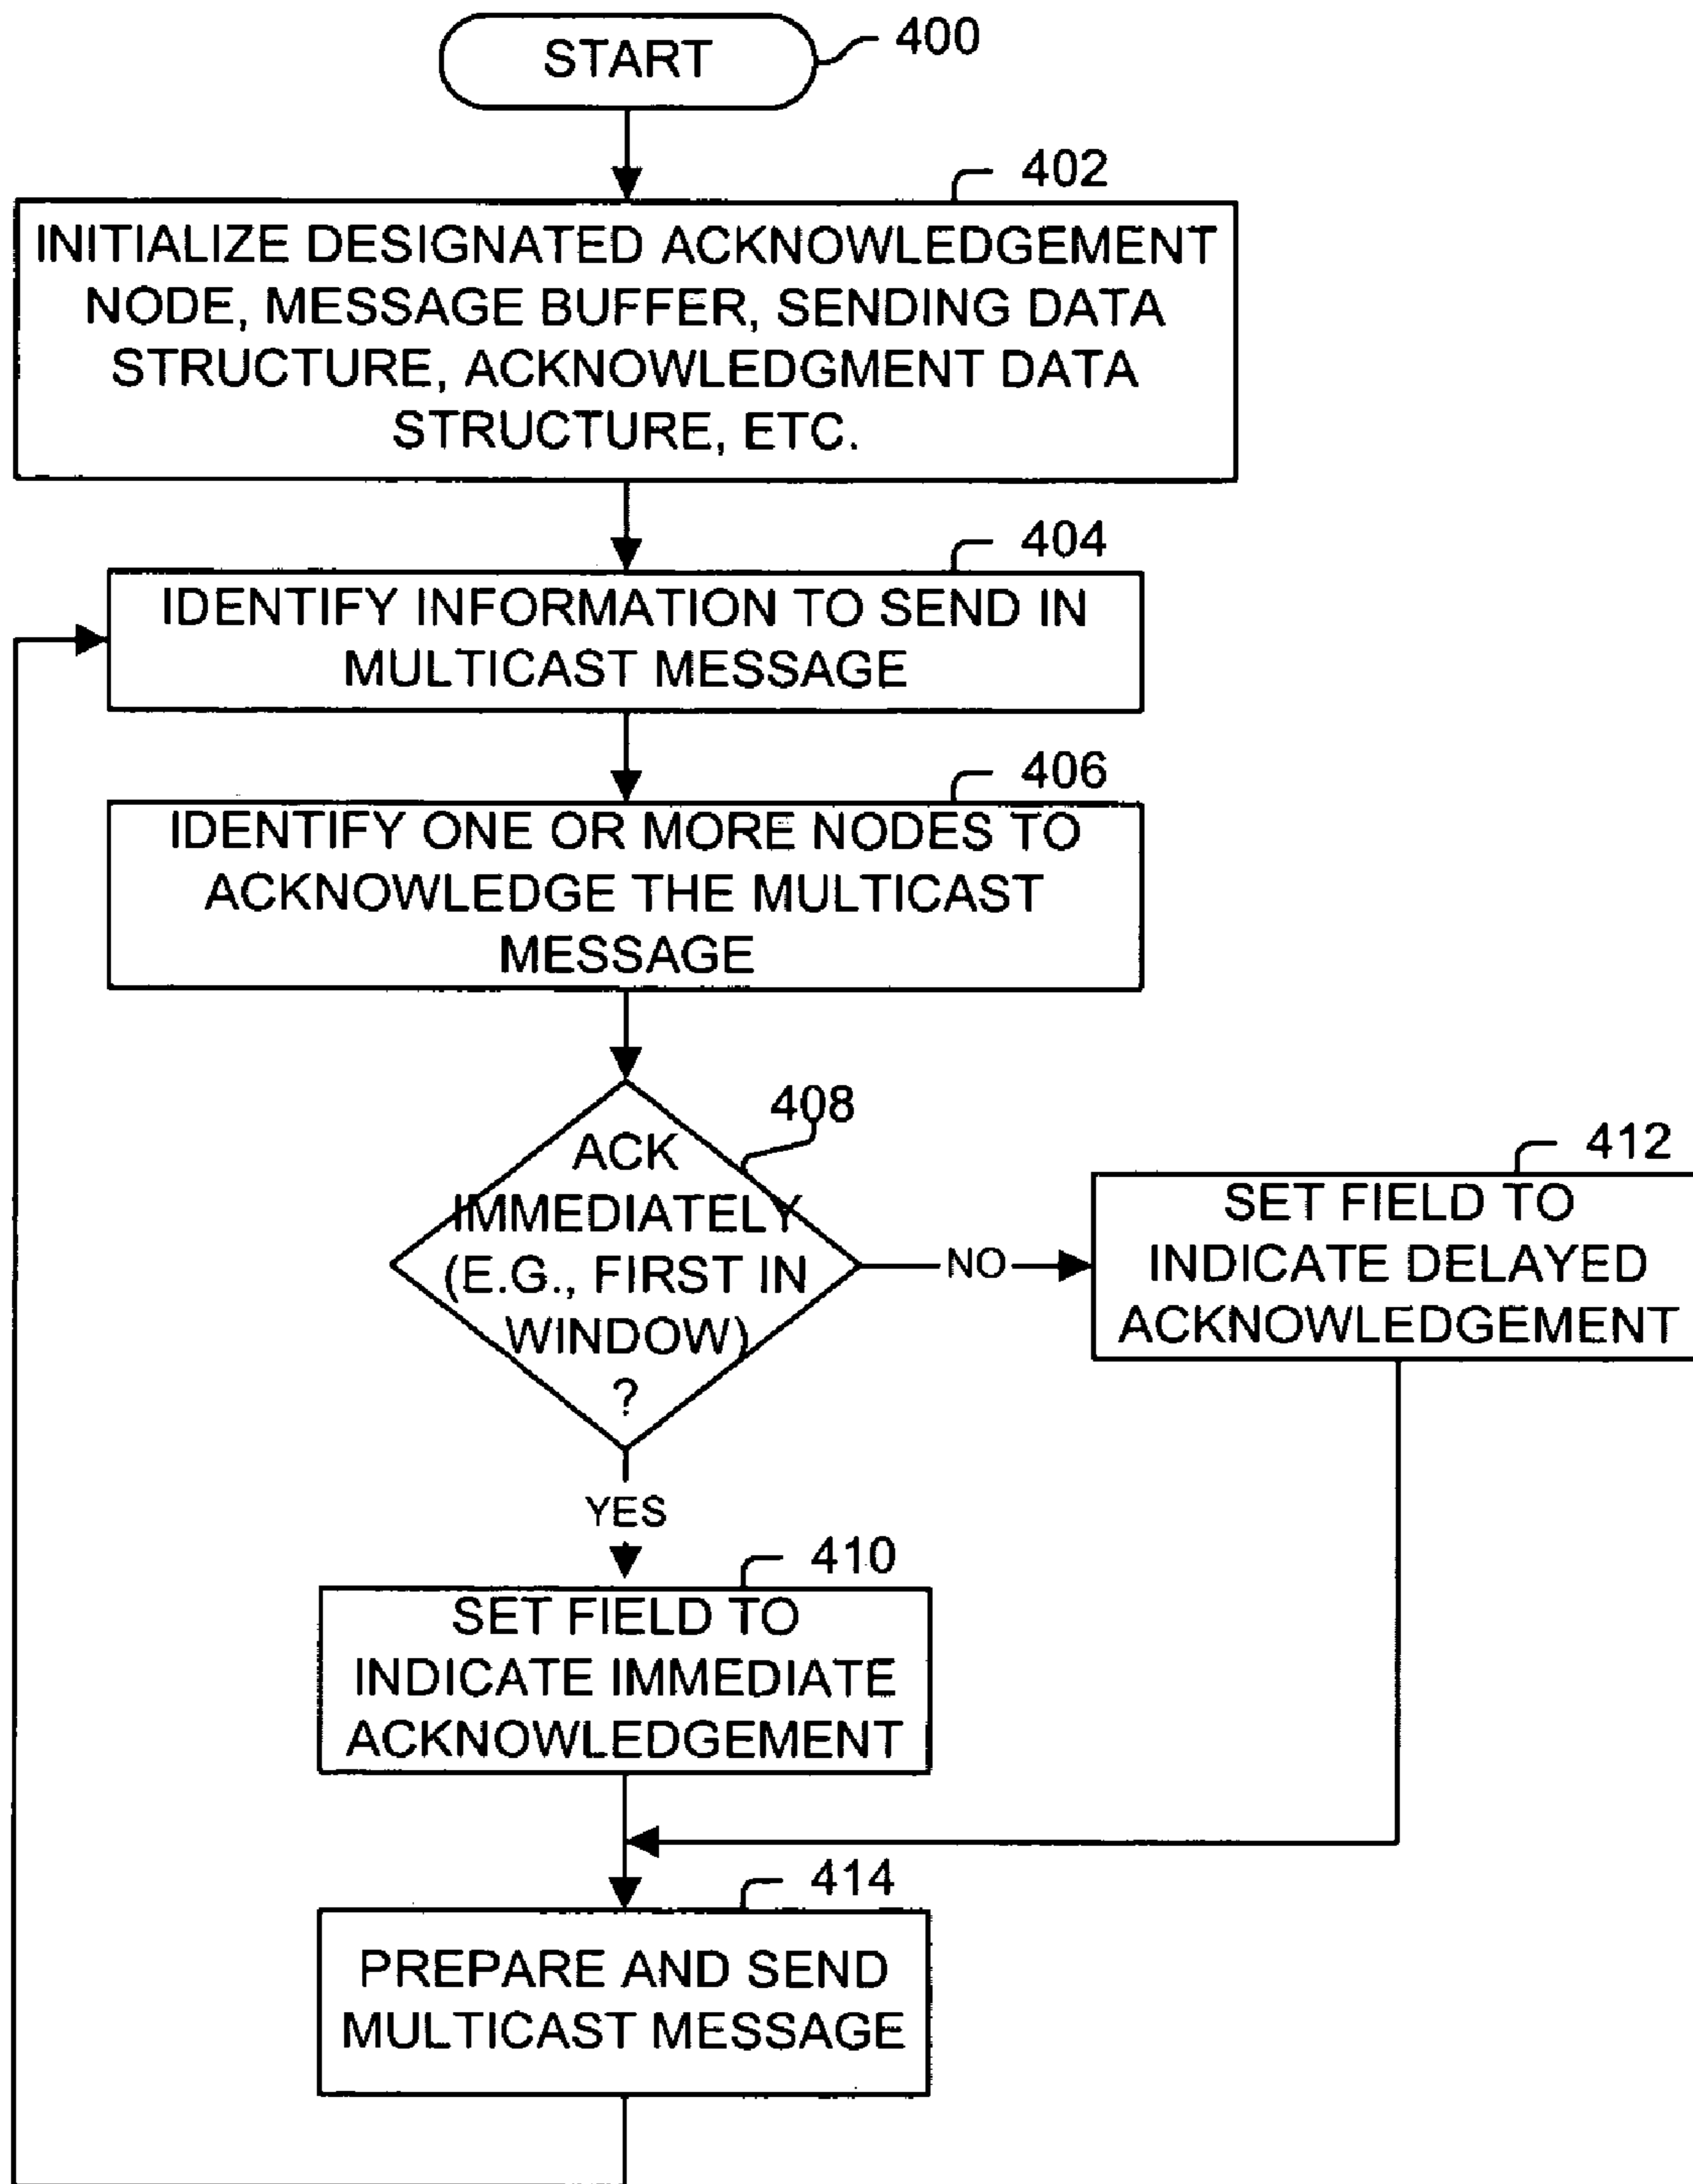 START
400
402
INITIALIZE DESIGNATED ACKNOWLEDGEMENT
NODE, MESSAGE BUFFER, SENDING DATA
STRUCTURE, ACKNOWLEDGMENT DATA
STRUCTURE, ETC.
404
IDENTIFY INFORMATION TO SEND IN
MULTICAST MESSAGE
406
IDENTIFY ONE OR MORE NODES TO
ACKNOWLEDGE THE MULTICAST
MESSAGE
408
ACK
IMMEDIATELY
(E.G., FIRST IN
WINDOW)
?
NO
412
SET FIELD TO
INDICATE DELAYED
ACKNOWLEDGEMENT
YES
410
SET FIELD TO
INDICATE IMMEDIATE
ACKNOWLEDGEMENT
414
PREPARE AND SEND
MULTICAST MESSAGE